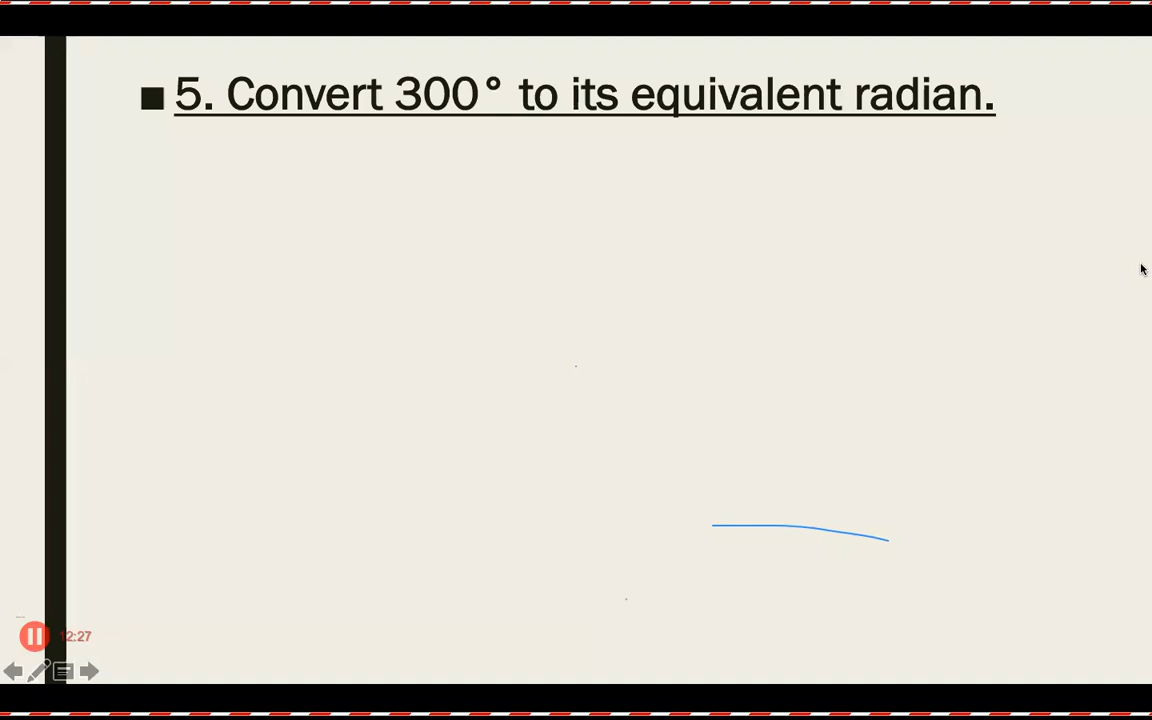 ■ 5. Convert 300° to its equivalent radian.
12:27